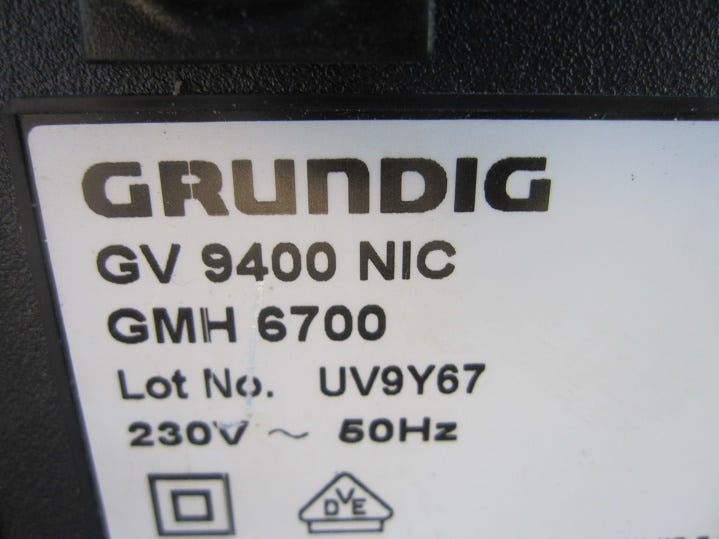 GRUNDIG
GV 9400 NIC
GMH 6700
Lot No. UV9Y67
230V ~ 50Hz
DVE